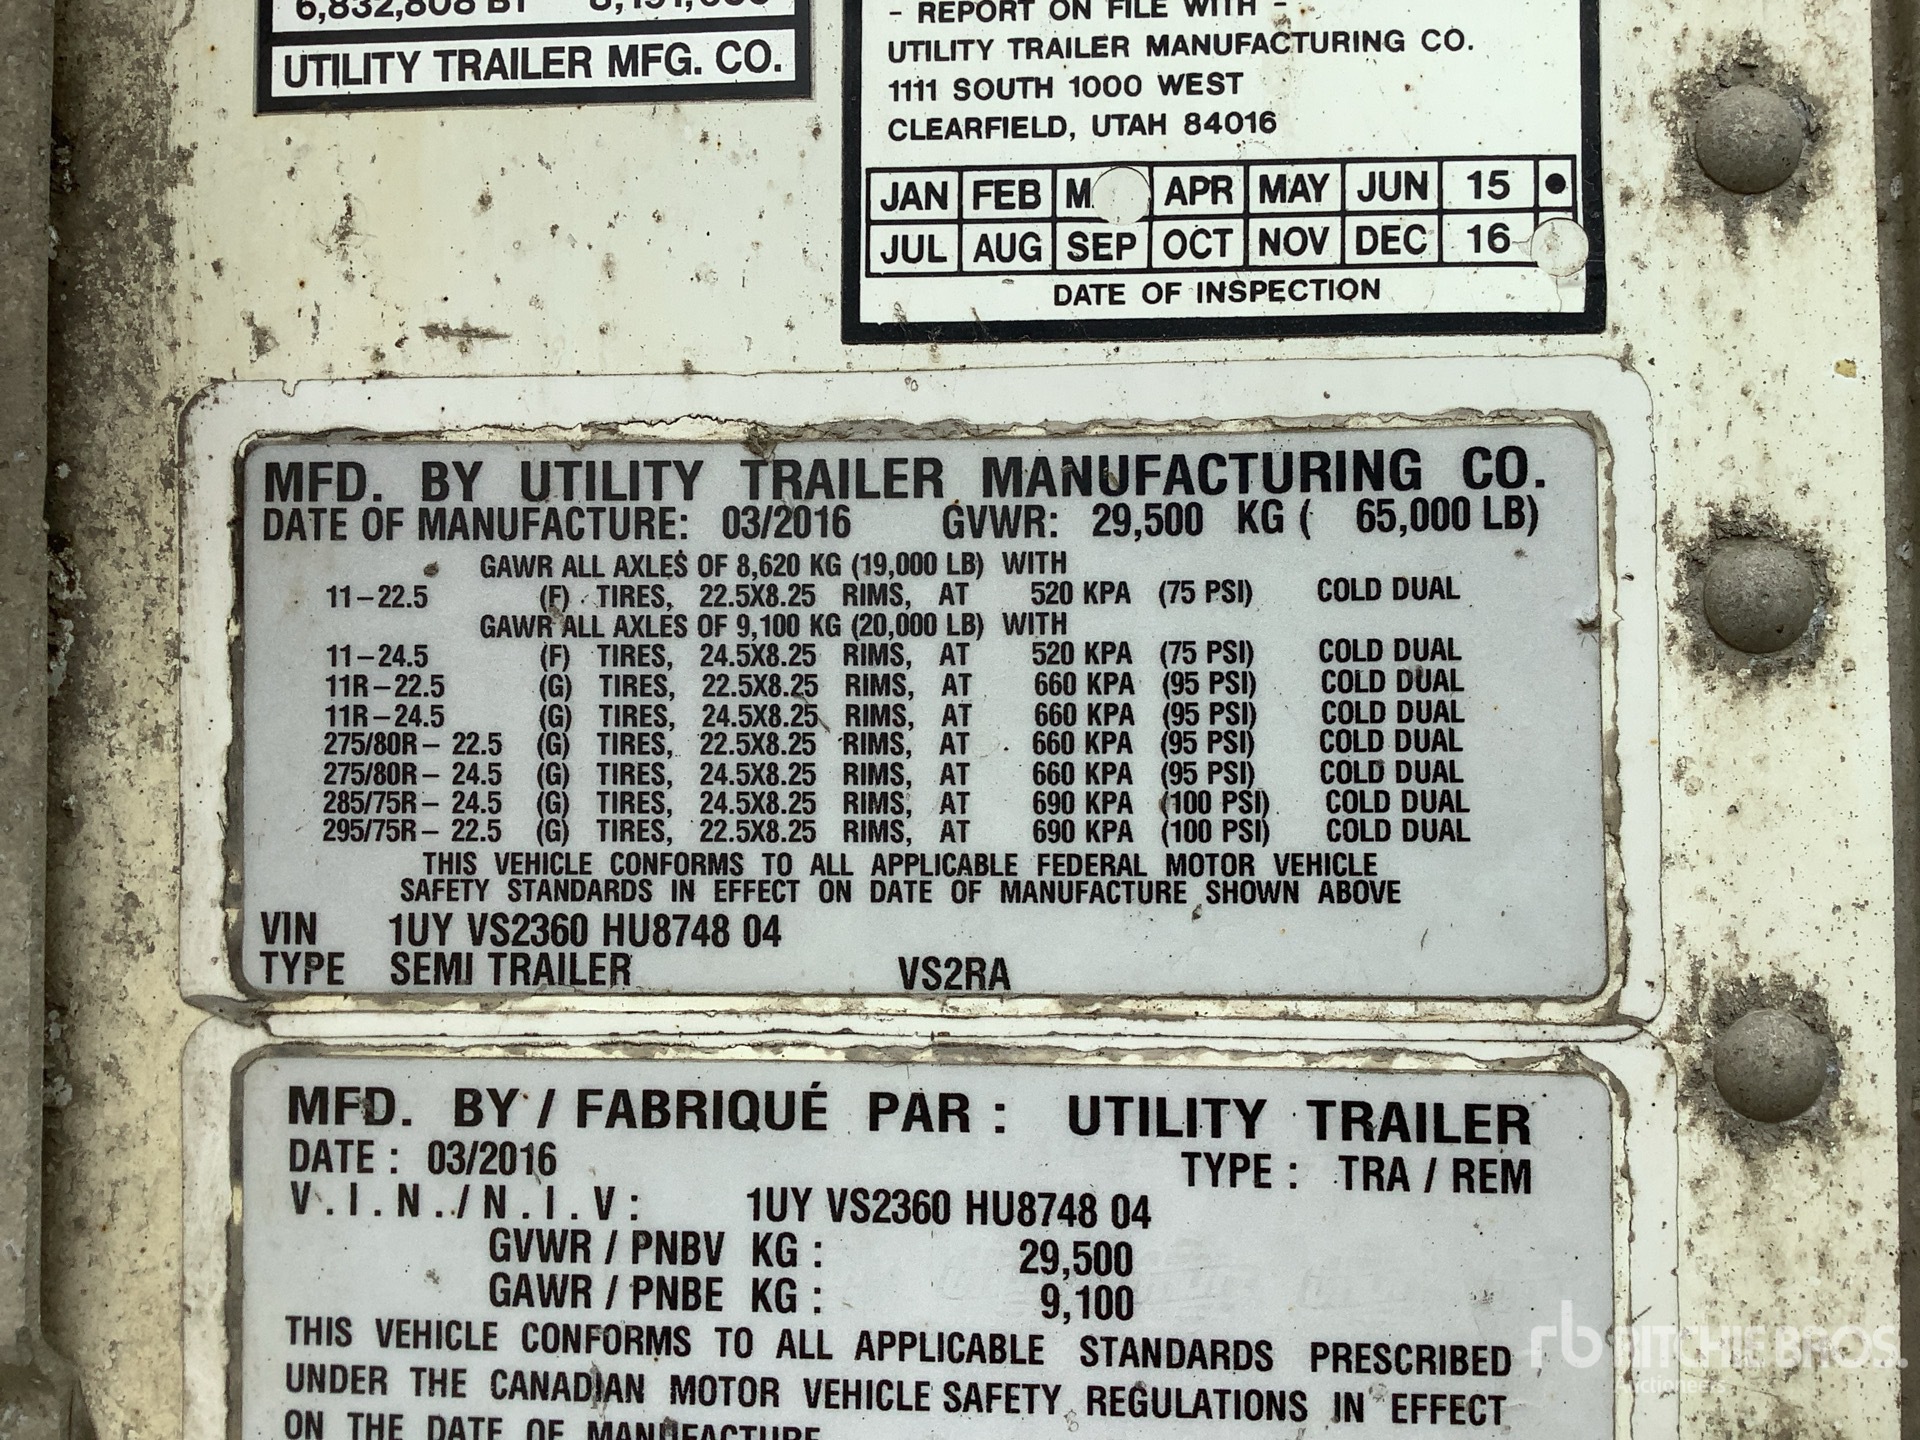 6,832,808 B1
UTILITY TRAILER MFG. CO.
- REPORT ON FILE WITH -
UTILITY TRAILER MANUFACTURING CO.
1111 SOUTH 1000 WEST
CLEARFIELD, UTAH 84016
JAN FEB M APR MAY JUN 15
JUL AUG SEP OCT NOV DEC 16
DATE OF INSPECTION
MFD. BY UTILITY TRAILER MANUFACTURING CO.
DATE OF MANUFACTURE: 03/2016 GVWR: 29,500 KG ( 65,000 LB)
GAWR ALL AXLES OF 8,620 KG (19,000 LB) WITH
11-22.5 (F) TIRES, 22.5X8.25 RIMS, AT 520 KPA (75 PSI) COLD DUAL
GAWR ALL AXLES OF 9,100 KG (20,000 LB) WITH
11-24.5 (F) TIRES, 24.5X8.25 RIMS, AT 520 KPA (75 PSI) COLD DUAL
11R-22.5 (G) TIRES, 22.5X8.25 RIMS, AT 660 KPA (95 PSI) COLD DUAL
11R-24.5 (G) TIRES, 24.5X8.25 RIMS, AT 660 KPA (95 PSI) COLD DUAL
275/80R- 22.5 (G) TIRES, 22.5X8.25 RIMS, AT 660 KPA (95 PSI) COLD DUAL
275/80R- 24.5 (G) TIRES, 24.5X8.25 RIMS, AT 660 KPA (95 PSI) COLD DUAL
285/75R- 24.5 (G) TIRES, 24.5X8.25 RIMS, AT 690 KPA (100 PSI) COLD DUAL
295/75R- 22.5 (G) TIRES, 22.5X8.25 RIMS, AT 690 KPA (100 PSI) COLD DUAL
THIS VEHICLE CONFORMS TO ALL APPLICABLE FEDERAL MOTOR VEHICLE
SAFETY STANDARDS IN EFFECT ON DATE OF MANUFACTURE SHOWN ABOVE
VIN 1UY VS2360 HU8748 04
TYPE SEMI TRAILER VS2RA
MFD. BY / FABRIQUÉ PAR : UTILITY TRAILER
DATE : 03/2016 TYPE : TRA / REM
V.I.N./N.I.V: 1UY VS2360 HU8748 04
GVWR / PNBV KG : 29,500
GAWR / PNBE KG : 9,100
THIS VEHICLE CONFORMS TO ALL APPLICABLE STANDARDS PRESCRIBED
UNDER THE CANADIAN MOTOR VEHICLE SAFETY REGULATIONS IN EFFECT
ON THE DATE OF MANUFACTURE
rb RITCHIE BROS.
Auctioneers